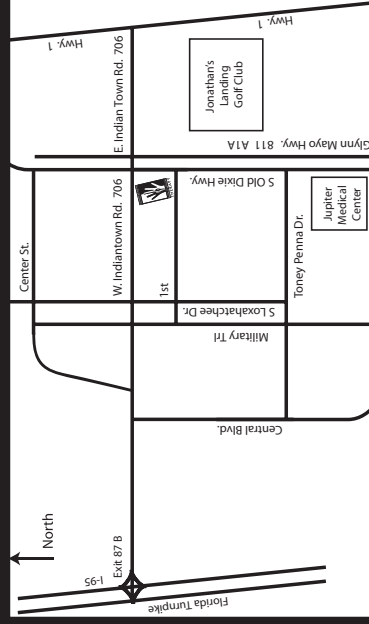 Hwy. 1
Hwy. 1
E. Indian Town Rd. 706
Jonathan's
Landing
Golf Club
Glynn Mayo Hwy. 811 A1A
S Old Dixie Hwy.
W. Indiantown Rd. 706
Center St.
1st
Toney Penna Dr.
Jupiter
Medical
Center
S Loxahatchee Dr.
Military Trl
Central Blvd.
North
Exit 87 B
I-95
Florida Turnpike